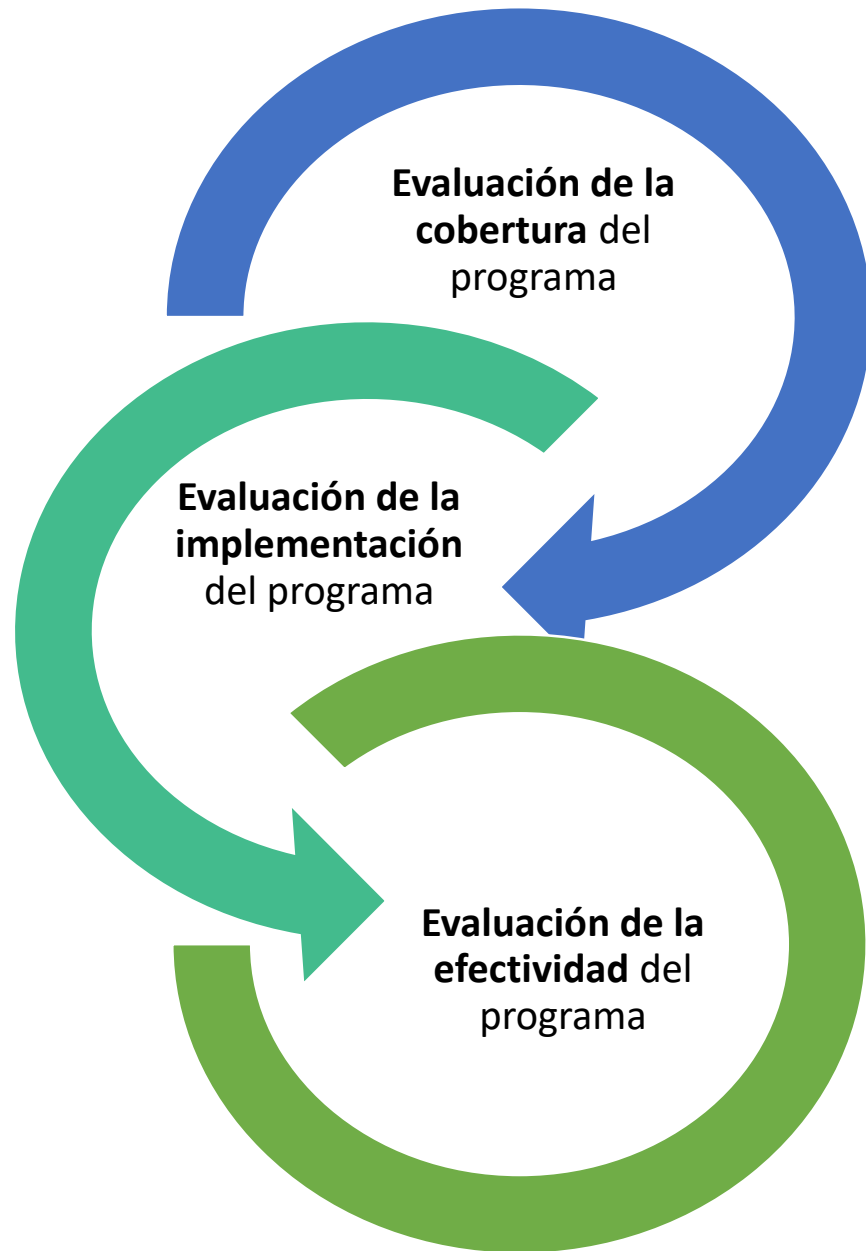 Evaluación de la
cobertura del
programa
Evaluación de la
implementación
del programa
Evaluación de la
efectividad del
programa